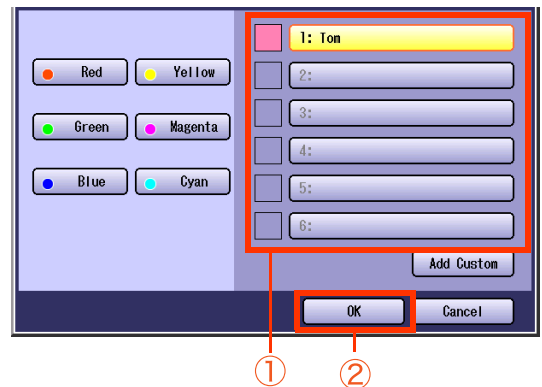 Red
Yellow
Green
Magenta
Blue
Cyan
1: Tom
2:
3:
4:
5:
6:
Add Custom
OK
Cancel
①
②